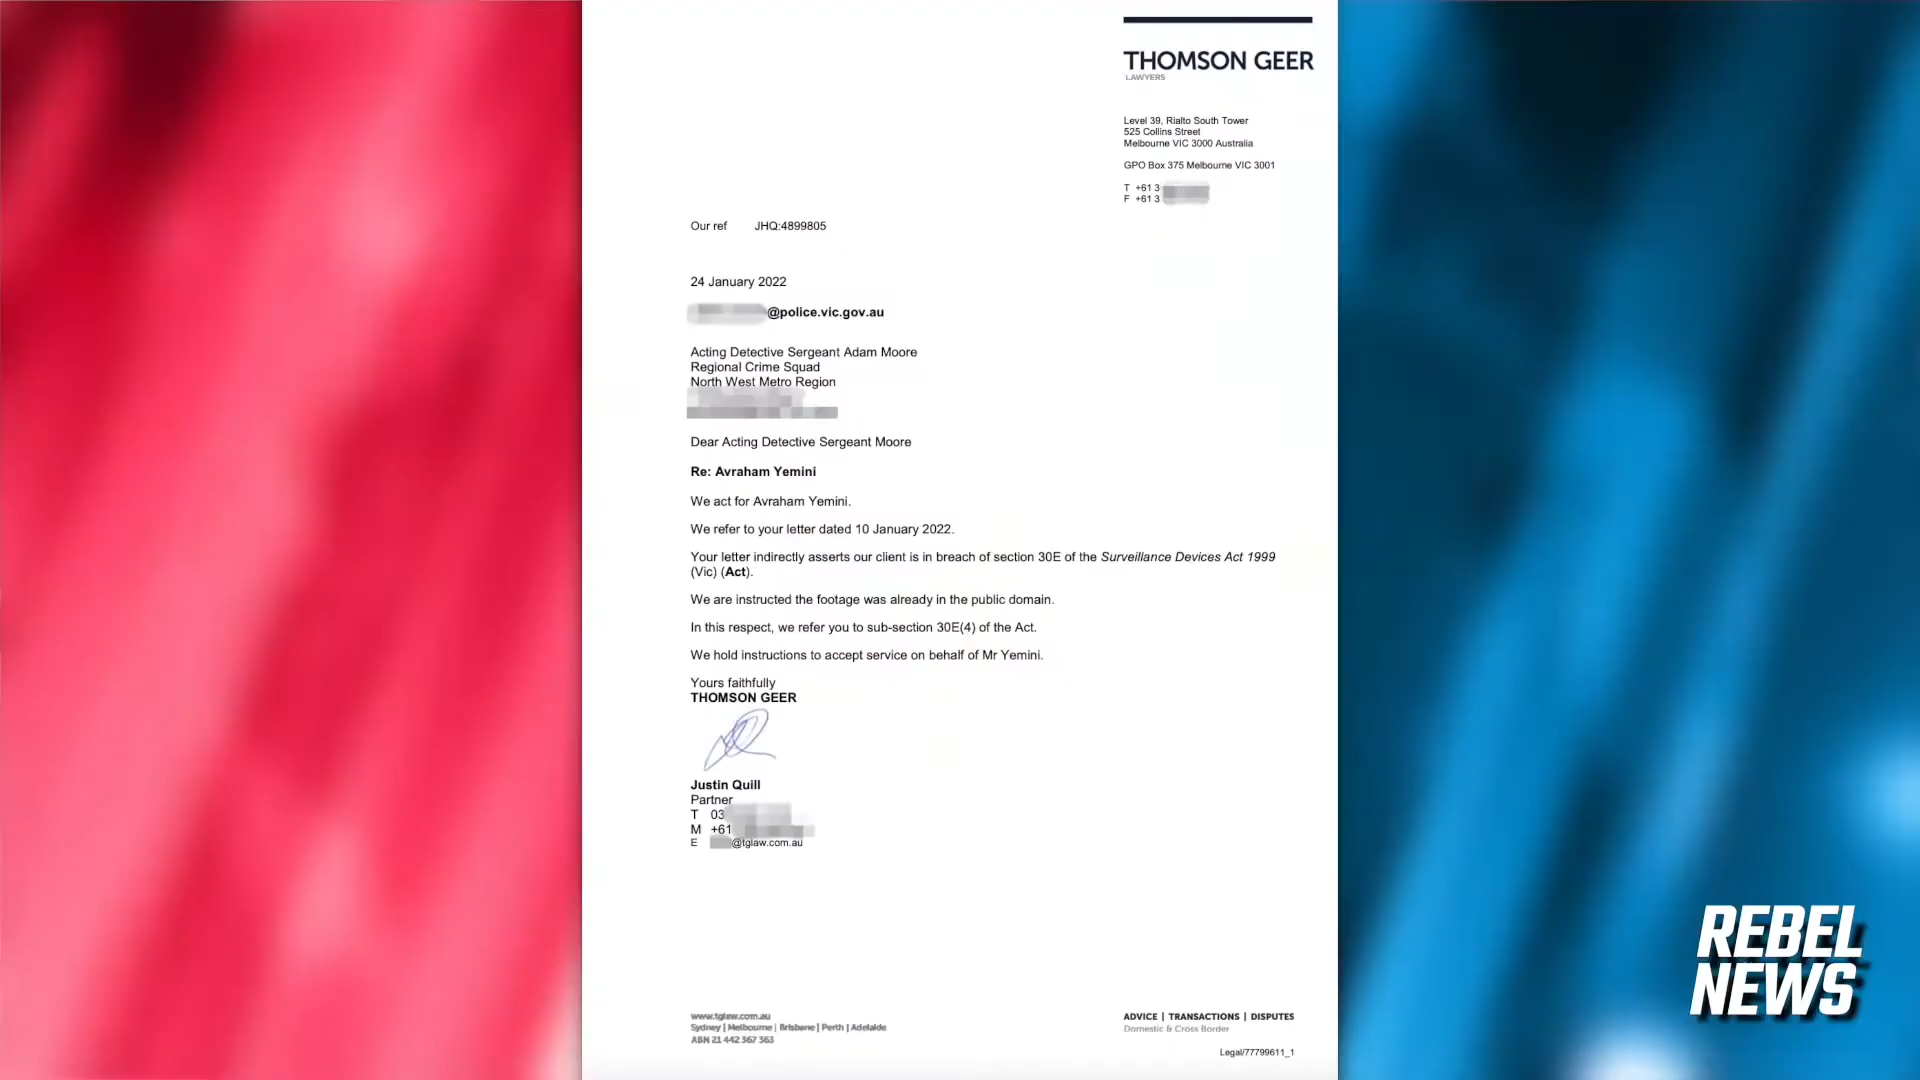 THOMSON GEER
LAWYERS
Level 39, Rialto South Tower
525 Collins Street
Melbourne VIC 3000 Australia
GPO Box 375 Melbourne VIC 3001
T +61 3
F +61 3
Our ref JHQ:4899805
24 January 2022
@police.vic.gov.au
Acting Detective Sergeant Adam Moore
Regional Crime Squad
North West Metro Region
Dear Acting Detective Sergeant Moore
Re: Avraham Yemini
We act for Avraham Yemini.
We refer to your letter dated 10 January 2022.
Your letter indirectly asserts our client is in breach of section 30E of the Surveillance Devices Act 1999
(Vic) (Act).
We are instructed the footage was already in the public domain.
In this respect, we refer you to sub-section 30E(4) of the Act.
We hold instructions to accept service on behalf of Mr Yemini.
Yours faithfully
THOMSON GEER
Justin Quill
Partner
T 03
M +61
E @tglaw.com.au
www.tglaw.com.au
Sydney | Melbourne | Brisbane | Perth | Adelaide
ABN 21 442 367 363
ADVICE | TRANSACTIONS | DISPUTES
Domestic & Cross Border
Legal/77799611_1
REBEL
NEWS